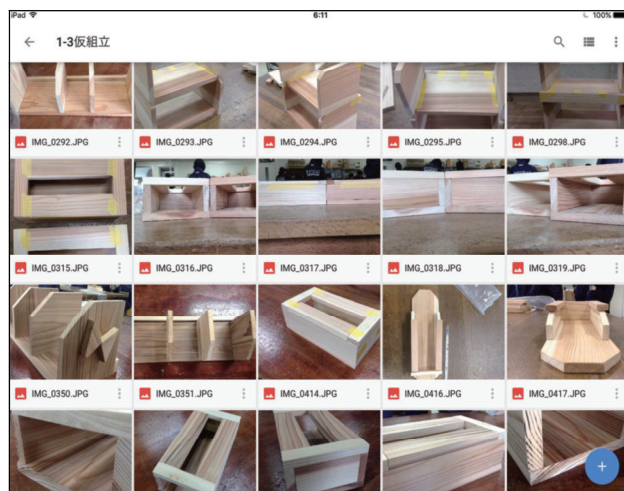 iPad 6:11 100%
1-3仮組立
IMG_0292.JPG IMG_0293.JPG IMG_0294.JPG IMG_0295.JPG IMG_0298.JPG
IMG_0315.JPG IMG_0316.JPG IMG_0317.JPG IMG_0318.JPG IMG_0319.JPG
IMG_0350.JPG IMG_0351.JPG IMG_0414.JPG IMG_0416.JPG IMG_0417.JPG